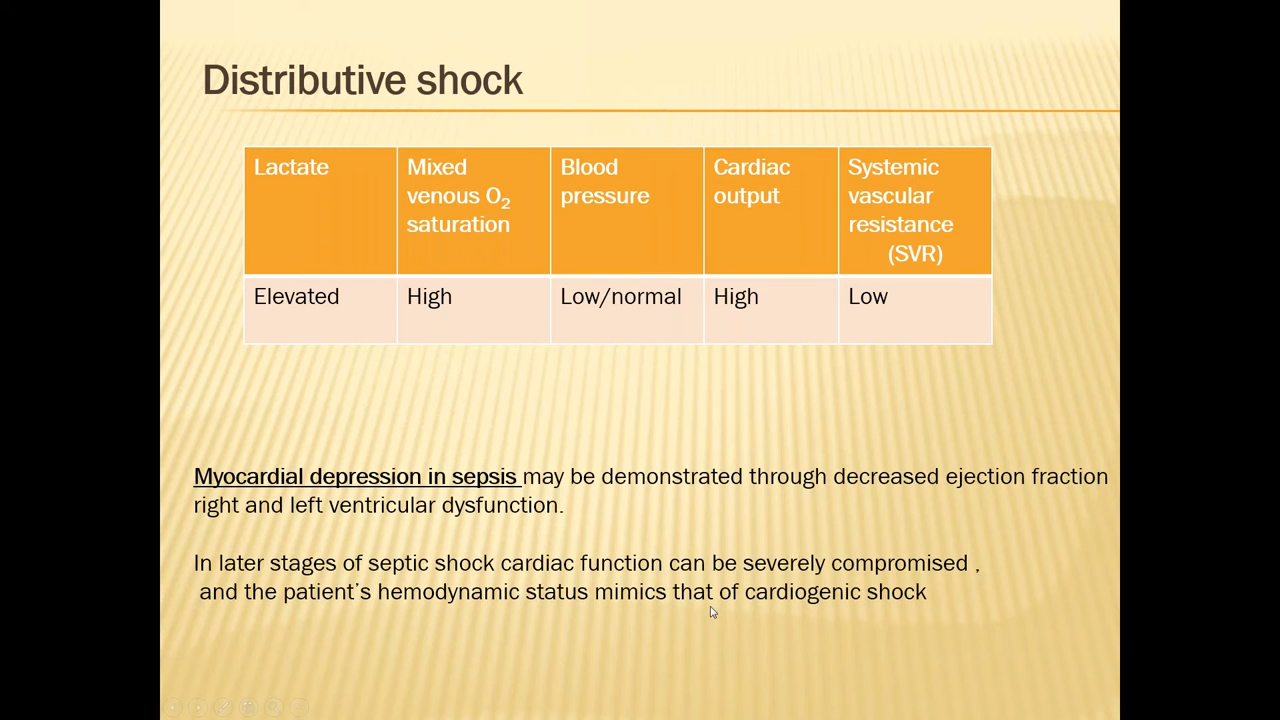 Distributive shock
Lactate
Mixed
venous O₂
saturation
Blood
pressure
Cardiac
output
Systemic
vascular
resistance
(SVR)
Elevated
High
Low/normal
High
Low
Myocardial depression in sepsis may be demonstrated through decreased ejection fraction
right and left ventricular dysfunction.
In later stages of septic shock cardiac function can be severely compromised ,
and the patient’s hemodynamic status mimics that of cardiogenic shock